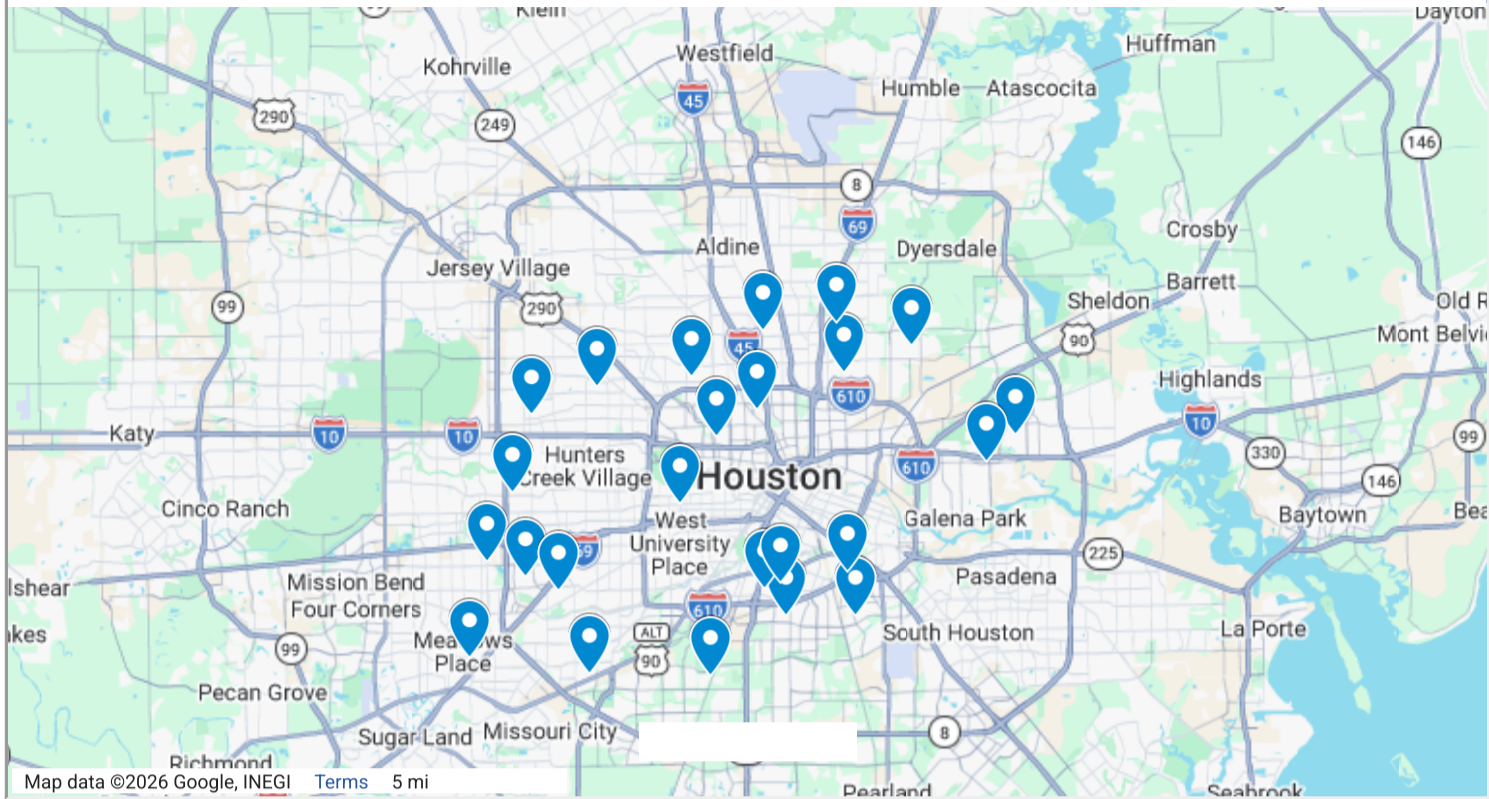 Klein
Dayton
Westfield
Huffman
Kohrville
Humble
Atascocita
45
290
249
146
8
69
Crosby
Aldine
Dyersdale
Jersey Village
Barrett
99
290
Sheldon
Old R
Mont Belvi
90
45
Highlands
610
10
Katy
10
10
99
Hunters
Creek Village
330
610
Houston
146
Cinco Ranch
Galena Park
Baytown
Bea
West
University
Place
69
225
lshear
Mission Bend
Four Corners
Pasadena
610
kes
Meadows
Place
ALT
90
South Houston
La Porte
99
Pecan Grove
Sugar Land
Missouri City
8
Richmond
Map data ©2026 Google, INEGI
Terms
5 mi
Pearland
Seabrook